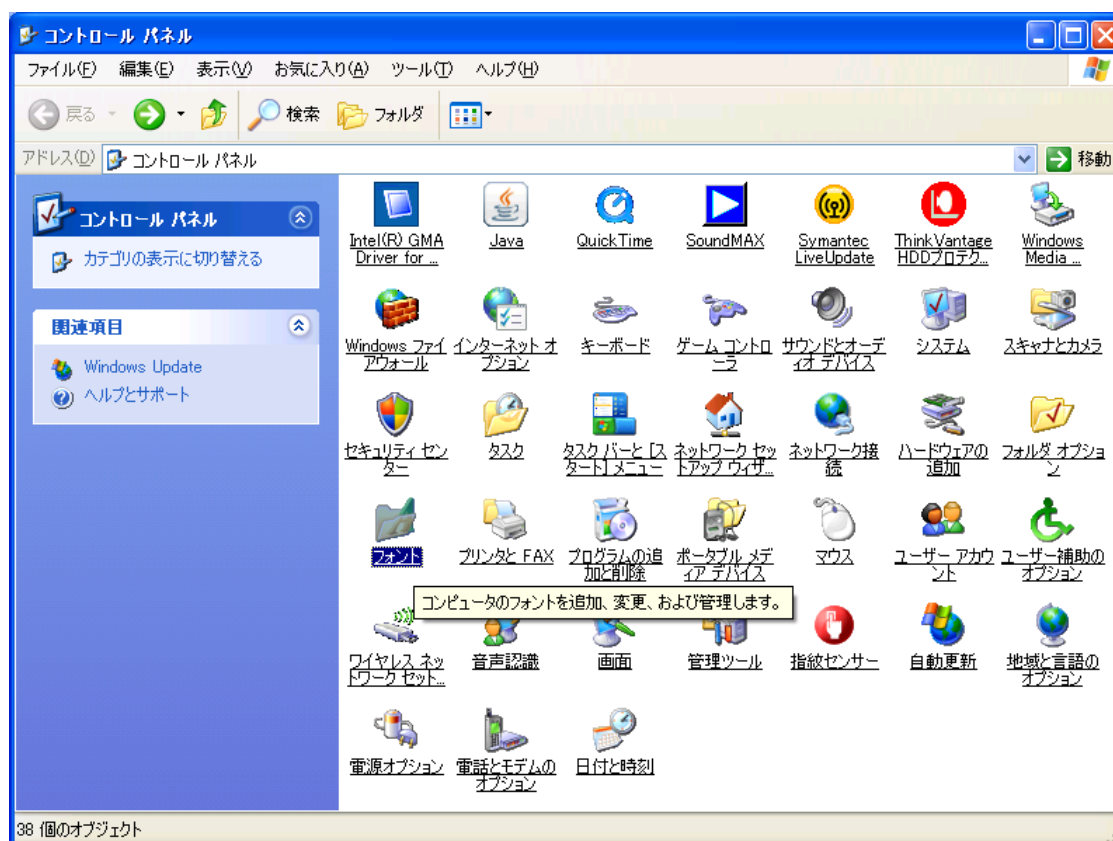 コントロール パネル
ファイル(F) 編集(E) 表示(V) お気に入り(A) ツール(T) ヘルプ(H)
戻る 検索 フォルダ
アドレス(D) コントロール パネル 移動
コントロール パネル
カテゴリの表示に切り替える
関連項目
Windows Update
ヘルプとサポート
Intel(R) GMA
Driver for ...
Java
QuickTime
SoundMAX
Symantec
LiveUpdate
ThinkVantage
HDDプロテク...
Windows
Media ...
Windows ファイ
アウォール
インターネット オ
プション
キーボード
ゲーム コントロ
ーラ
サウンドとオーデ
ィオ デバイス
システム
スキャナとカメラ
セキュリティ セン
ター
タスク
タスク バーと [ス
タート] メニュー
ネットワーク セッ
トアップ ウィザ...
ネットワーク接
続
ハードウェアの
追加
フォルダ オプショ
ン
フォント
プリンタと FAX
プログラムの追
加と削除
ポータブル メデ
ィア デバイス
マウス
ユーザー アカウ
ント
ユーザー補助の
オプション
コンピュータのフォントを追加、変更、および管理します。
ワイヤレス ネッ
トワーク セット...
音声認識
画面
管理ツール
指紋センサー
自動更新
地域と言語の
オプション
電源オプション
電話とモデムの
オプション
日付と時刻
38 個のオブジェクト